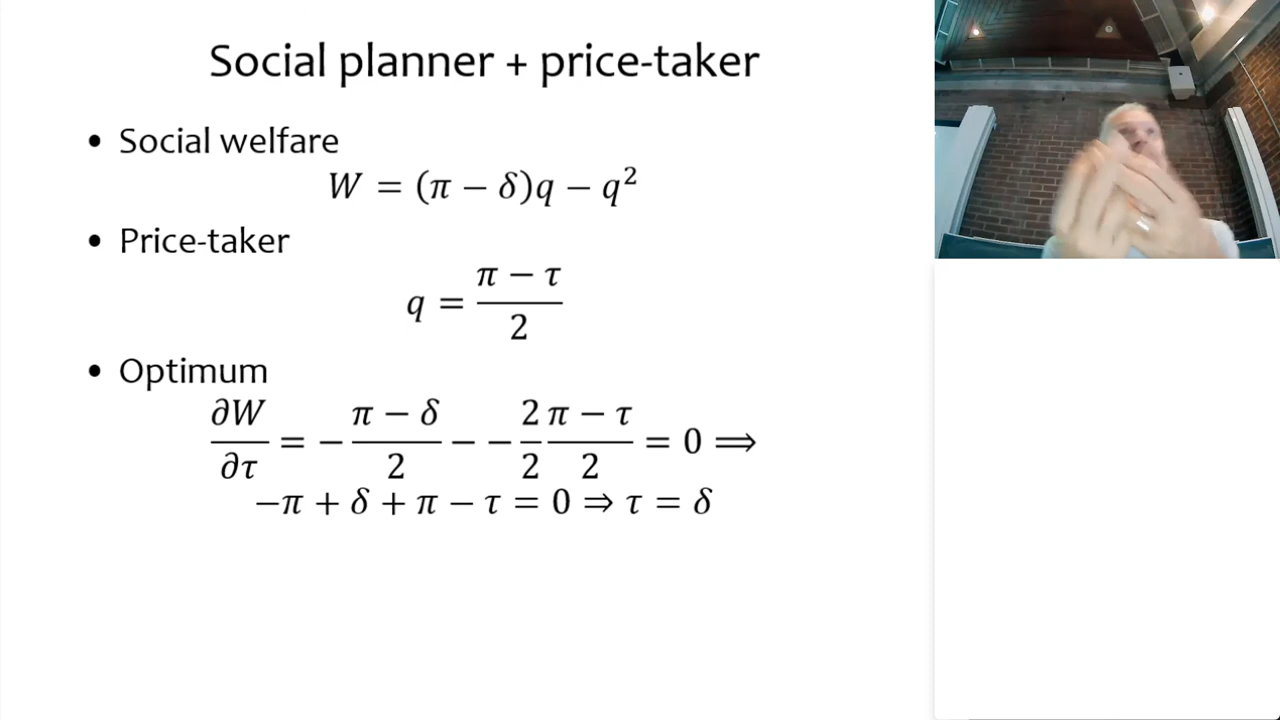 Social planner + price-taker
• Social welfare
W = (π − δ)q − q²
• Price-taker
q = (π − τ)/2
• Optimum
∂W/∂τ = −(π − δ)/2 − −(2/2)(π − τ)/2 = 0 ⟹
−π + δ + π − τ = 0 ⇒ τ = δ